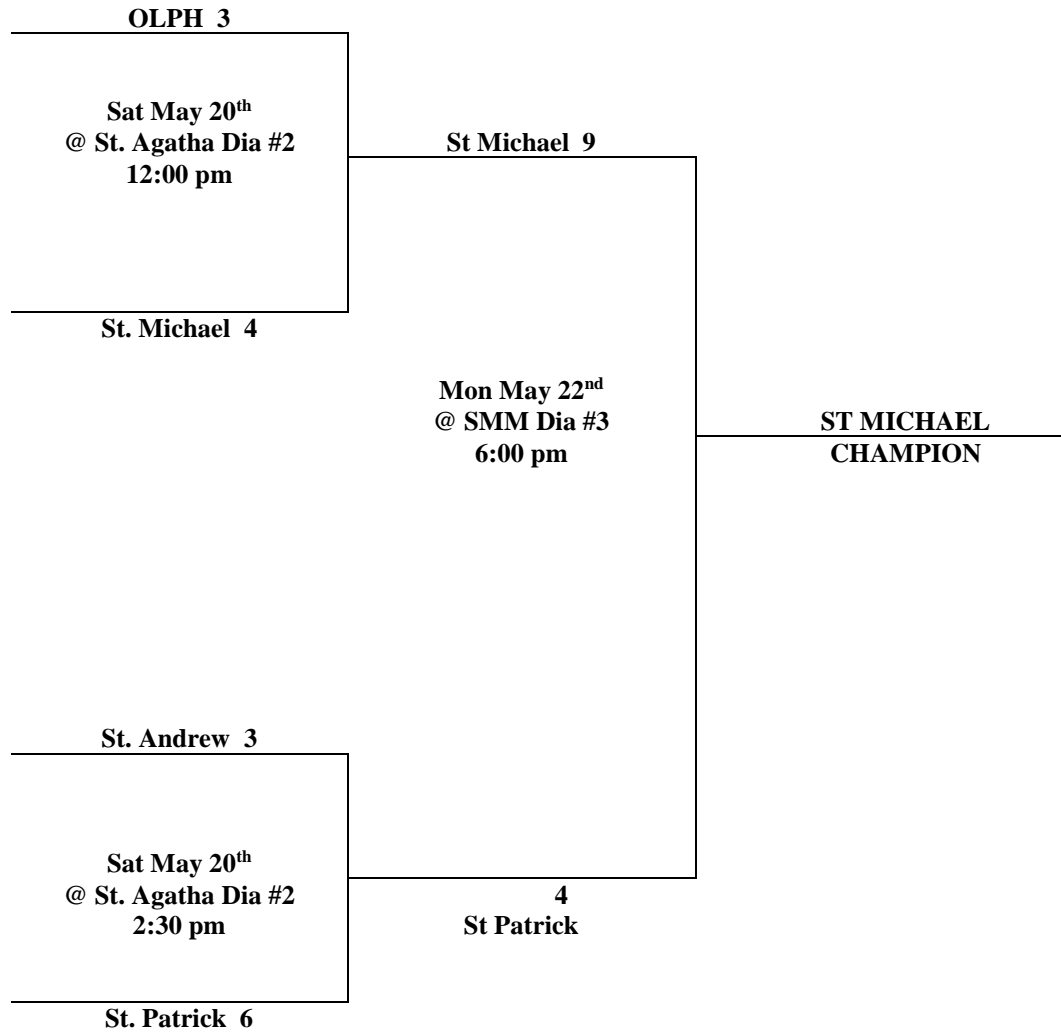 OLPH 3
Sat May 20th
@ St. Agatha Dia #2
12:00 pm
St Michael 9
St. Michael 4
Mon May 22nd
@ SMM Dia #3
6:00 pm
ST MICHAEL
CHAMPION
St. Andrew 3
Sat May 20th
@ St. Agatha Dia #2
2:30 pm
4
St Patrick
St. Patrick 6